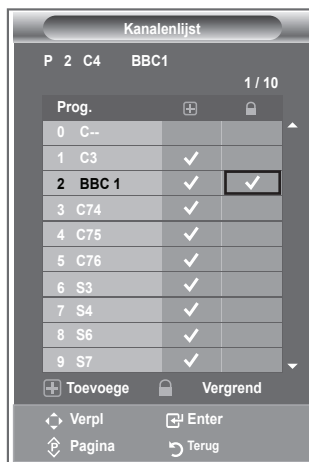 Kanalenlijst
P 2 C4 BBC1
1 / 10
Prog.
0 C--
1 C3
2 BBC 1
3 C74
4 C75
5 C76
6 S3
7 S4
8 S6
9 S7
Toevoege Vergrend
Verpl Enter
Pagina Terug